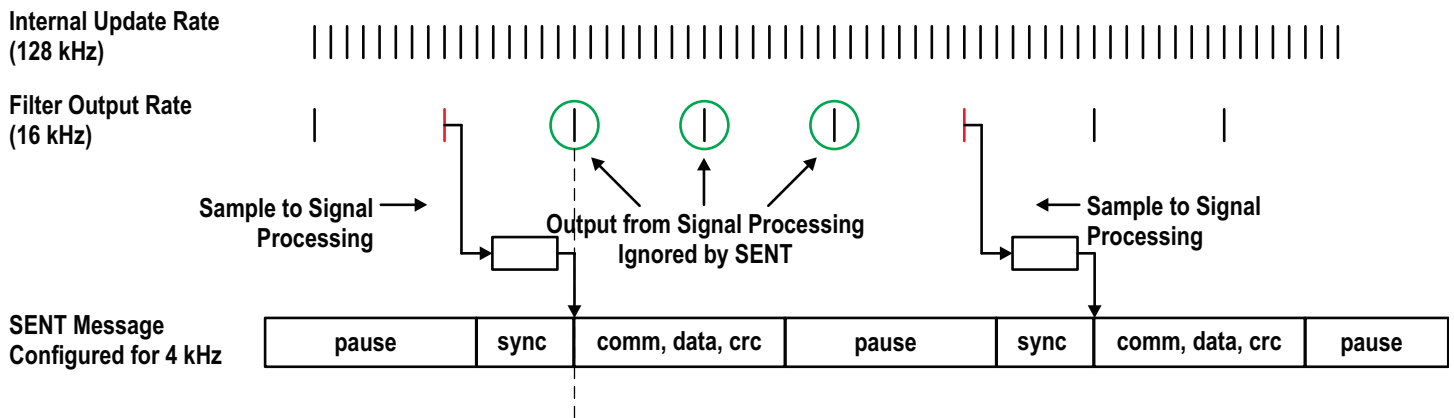 Internal Update Rate
(128 kHz)
Filter Output Rate
(16 kHz)
Sample to Signal
Processing
Output from Signal Processing
Ignored by SENT
Sample to Signal
Processing
SENT Message
Configured for 4 kHz
pause
sync
comm, data, crc
pause
sync
comm, data, crc
pause